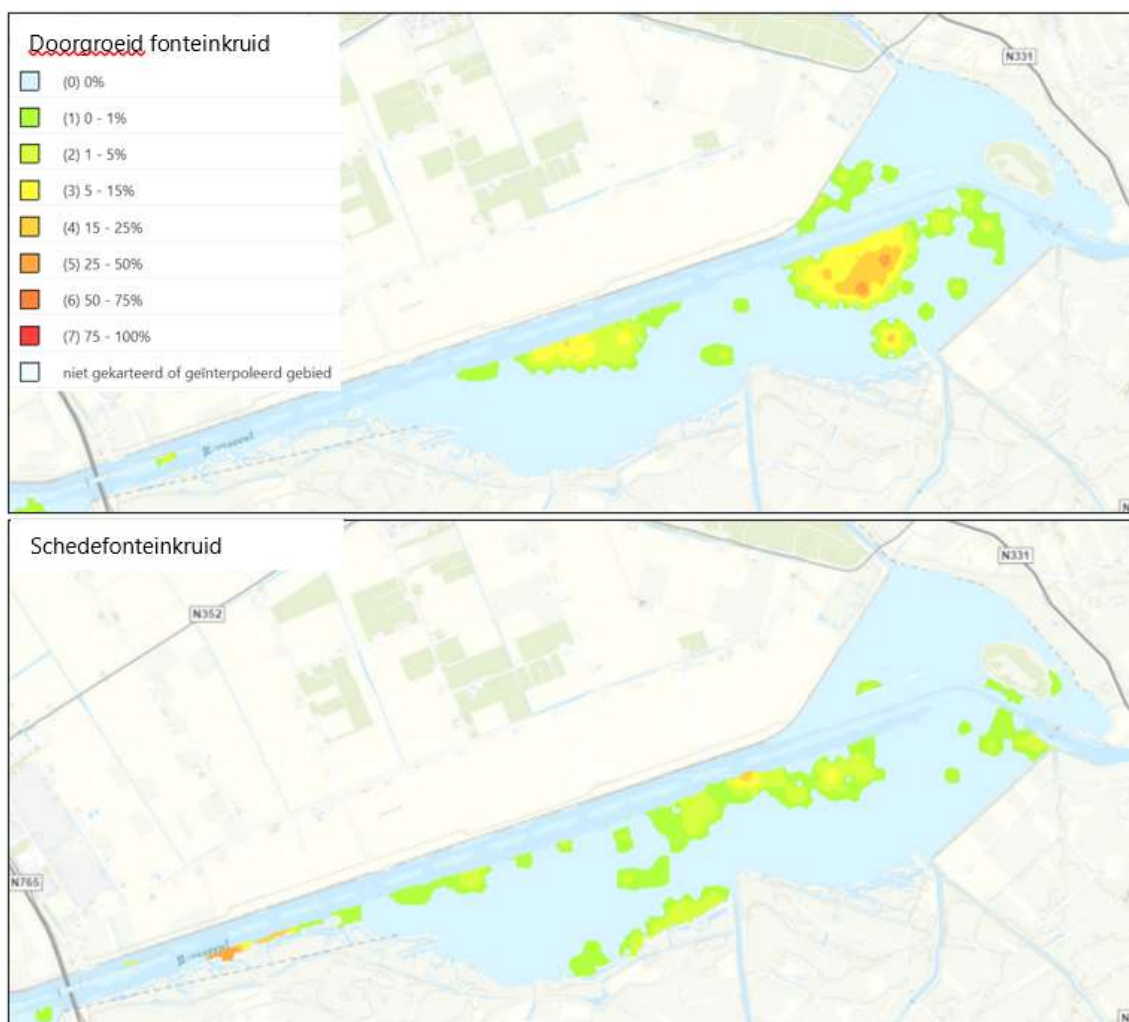 Doorgroeid fonteinkruid
(0) 0%
(1) 0 - 1%
(2) 1 - 5%
(3) 5 - 15%
(4) 15 - 25%
(5) 25 - 50%
(6) 50 - 75%
(7) 75 - 100%
niet gekarteerd of geïnterpoleerd gebied
N331
N
Schedefonteinkruid
N331
N352
N765
N